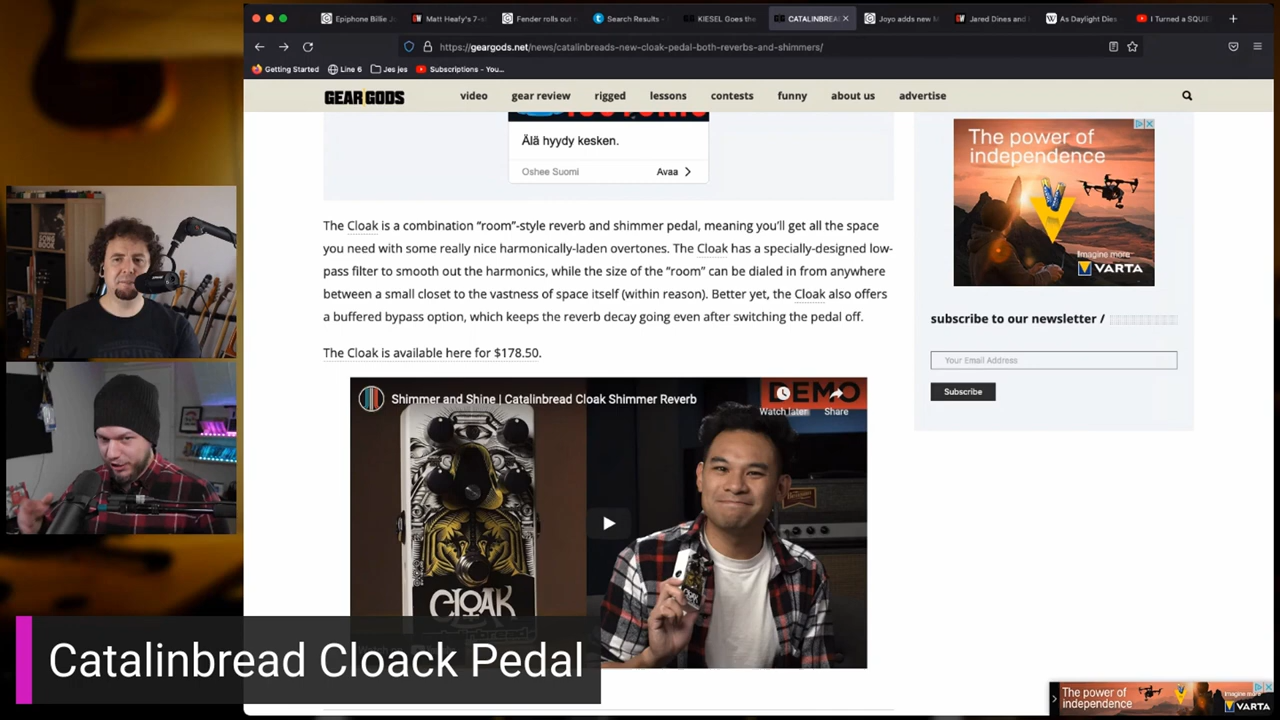 Epiphone Billie J
Matt Heafy's 7-s
Fender rolls out n
Search Results -
KIESEL Goes the
CATALINBREA
Joyo adds new M
Jared Dines and
As Daylight Dies
I Turned a SQUIE
https://geargods.net/news/catalinbreads-new-cloak-pedal-both-reverbs-and-shimmers/
Getting Started
Line 6
Jes jes
Subscriptions - You...
GEAR GODS
video
gear review
rigged
lessons
contests
funny
about us
advertise
Älä hyydy kesken.
Oshee Suomi
Avaa
The power of
independence
Imagine more
VARTA
The Cloak is a combination “room”-style reverb and shimmer pedal, meaning you’ll get all the space
you need with some really nice harmonically-laden overtones. The Cloak has a specially-designed low-
pass filter to smooth out the harmonics, while the size of the “room” can be dialed in from anywhere
between a small closet to the vastness of space itself (within reason). Better yet, the Cloak also offers
a buffered bypass option, which keeps the reverb decay going even after switching the pedal off.
The Cloak is available here for $178.50.
subscribe to our newsletter /
Your Email Address
Subscribe
Shimmer and Shine | Catalinbread Cloak Shimmer Reverb
DEMO
Watch later
Share
CLOAK
catalinbread
Catalinbread Cloack Pedal
The power of
independence
Imagine more
VARTA